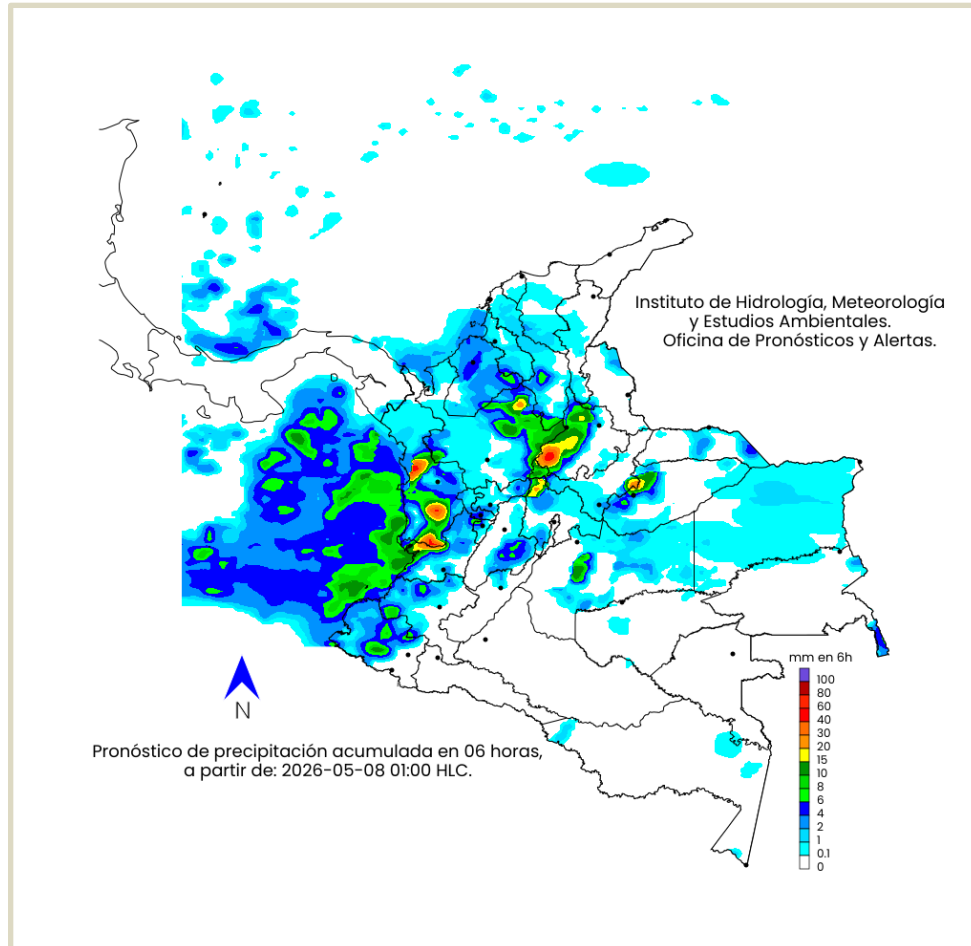 Instituto de Hidrología, Meteorología
y Estudios Ambientales.
Oficina de Pronósticos y Alertas.
D
mm en 6h
100
80
60
40
30
20
15
10
8
6
4
2
1
0.1
0
N
Pronóstico de precipitación acumulada en 06 horas,
a partir de: 2026-05-08 01:00 HLC.